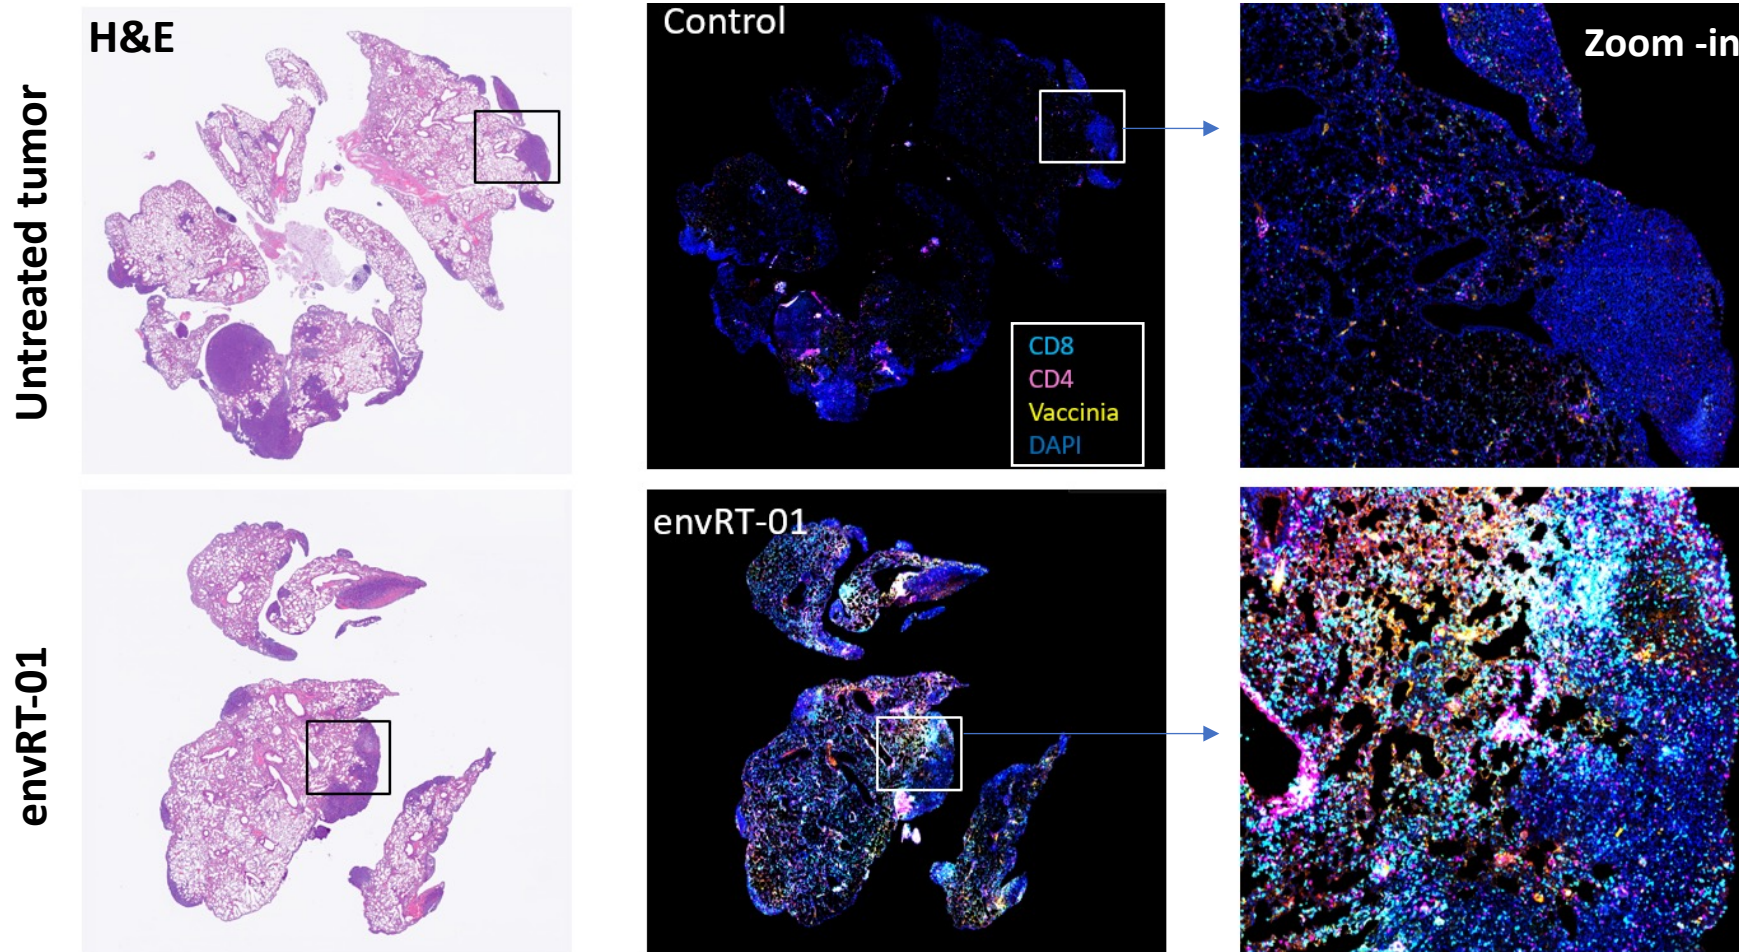 Untreated tumor
H&E
Control
Zoom -in
CD8
CD4
Vaccinia
DAPI
envRT-01
envRT-01